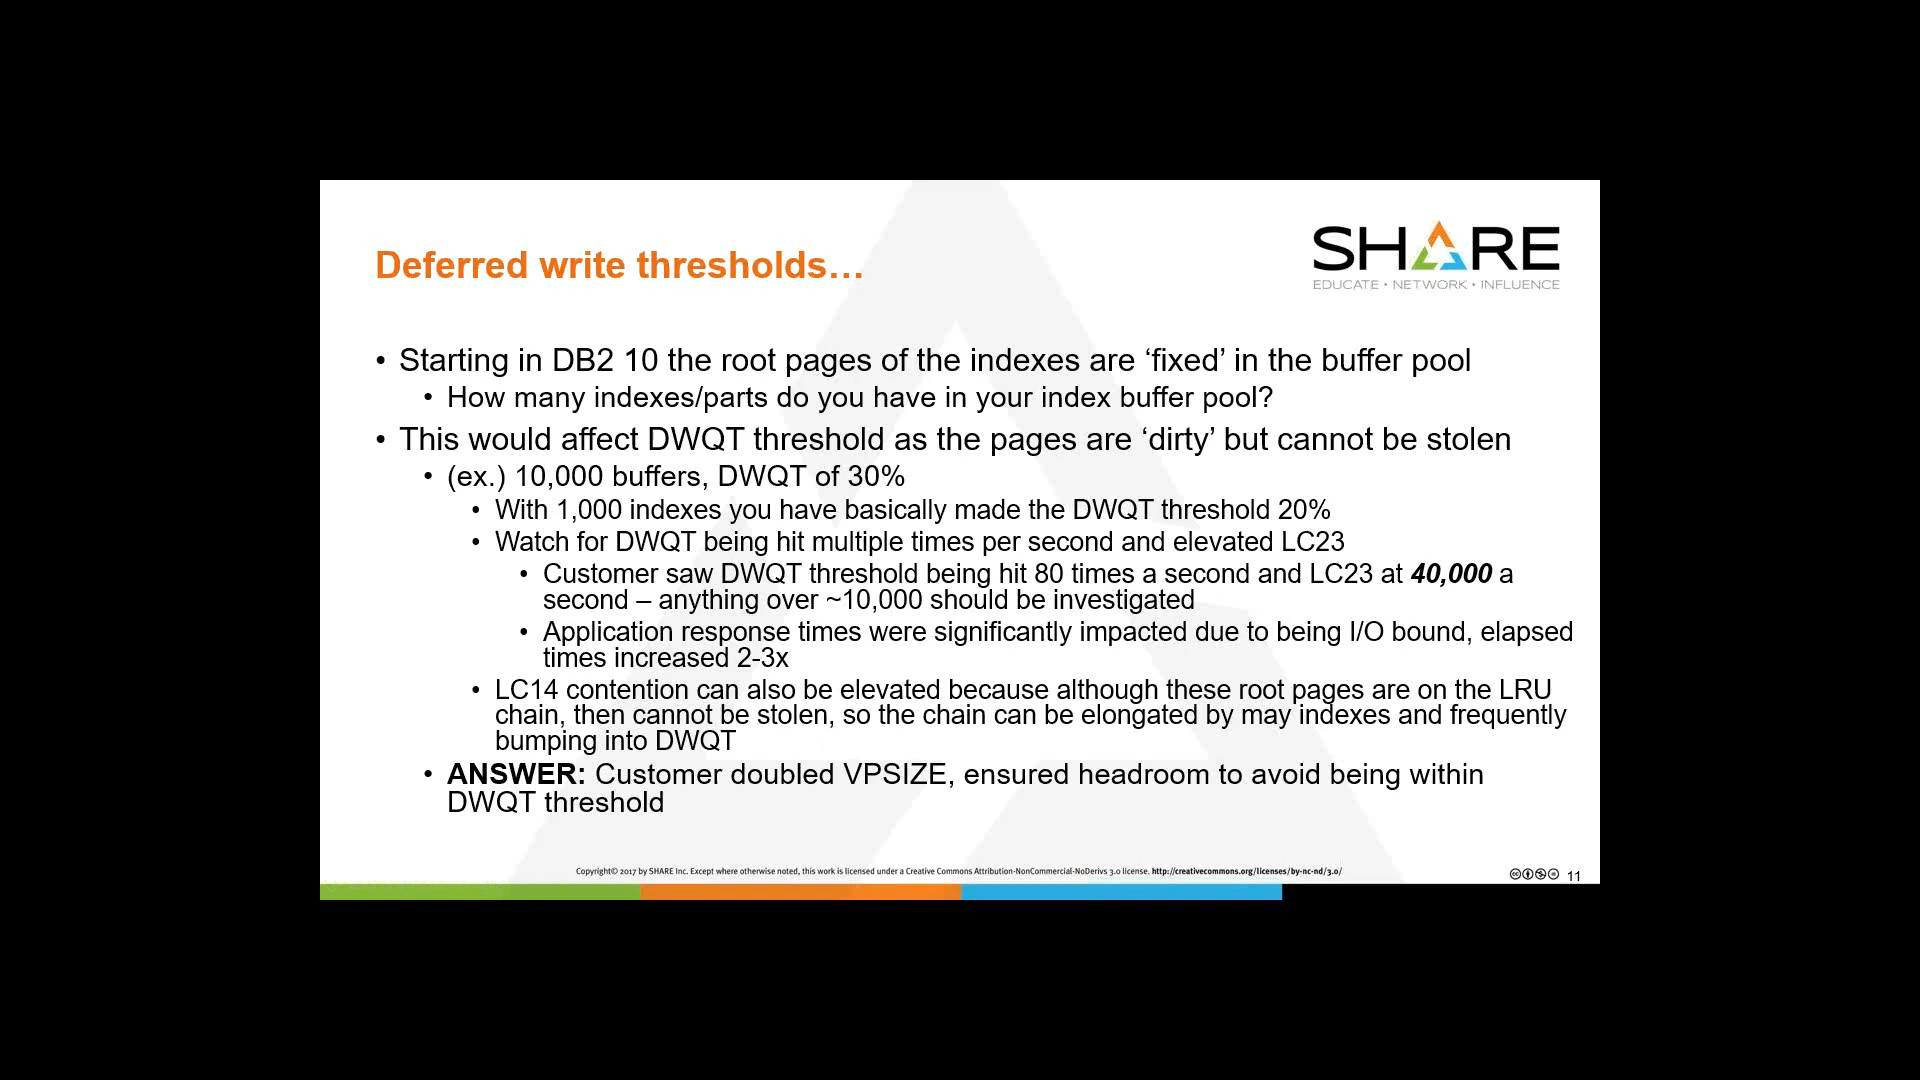 SHARE
EDUCATE • NETWORK • INFLUENCE
Deferred write thresholds…
• Starting in DB2 10 the root pages of the indexes are ‘fixed’ in the buffer pool
• How many indexes/parts do you have in your index buffer pool?
• This would affect DWQT threshold as the pages are ‘dirty’ but cannot be stolen
• (ex.) 10,000 buffers, DWQT of 30%
• With 1,000 indexes you have basically made the DWQT threshold 20%
• Watch for DWQT being hit multiple times per second and elevated LC23
• Customer saw DWQT threshold being hit 80 times a second and LC23 at 40,000 a
second – anything over ~10,000 should be investigated
• Application response times were significantly impacted due to being I/O bound, elapsed
times increased 2-3x
• LC14 contention can also be elevated because although these root pages are on the LRU
chain, then cannot be stolen, so the chain can be elongated by may indexes and frequently
bumping into DWQT
• ANSWER: Customer doubled VPSIZE, ensured headroom to avoid being within
DWQT threshold
Copyright© 2017 by SHARE Inc. Except where otherwise noted, this work is licensed under a Creative Commons Attribution-NonCommercial-NoDerivs 3.0 license. http://creativecommons.org/licenses/by-nc-nd/3.0/
11